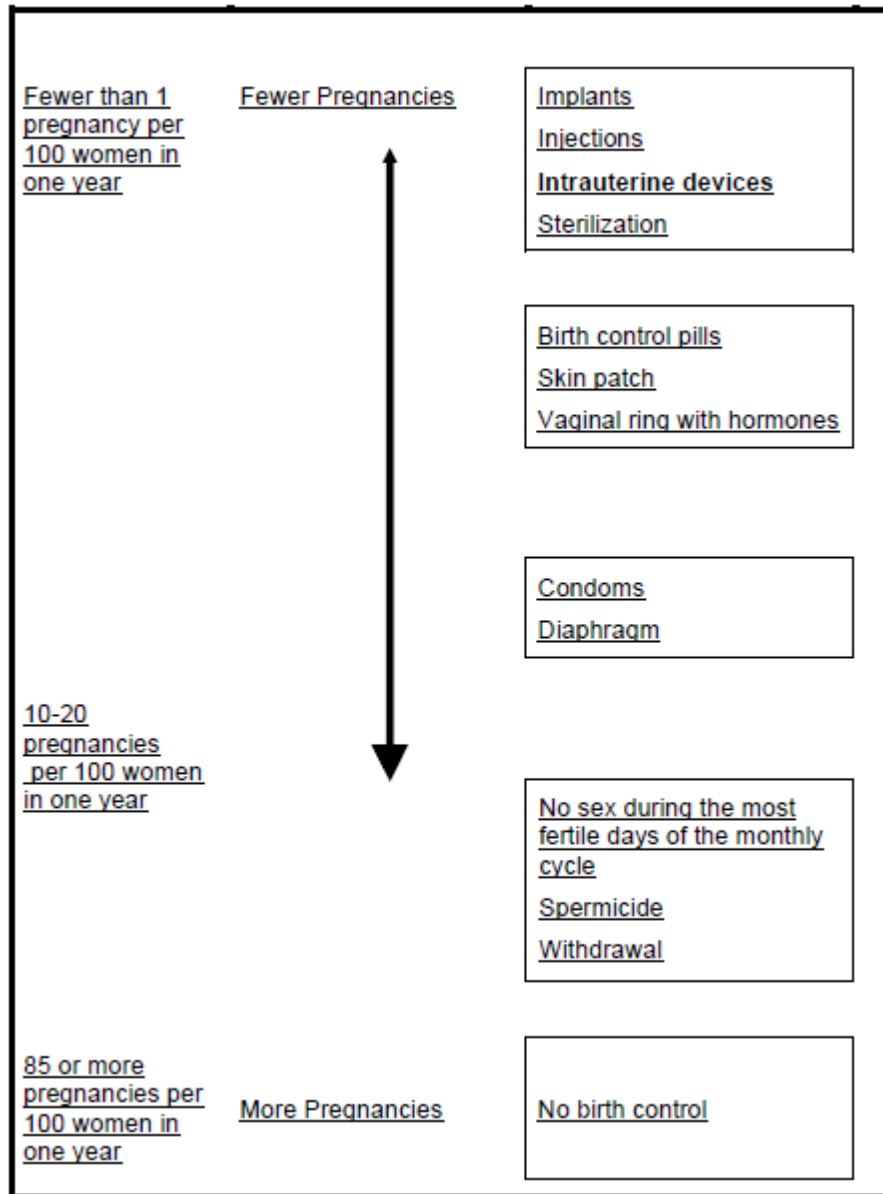 Fewer than 1
pregnancy per
100 women in
one year
Fewer Pregnancies
Implants
Injections
Intrauterine devices
Sterilization
Birth control pills
Skin patch
Vaginal ring with hormones
Condoms
Diaphragm
10-20
pregnancies
per 100 women
in one year
No sex during the most
fertile days of the monthly
cycle
Spermicide
Withdrawal
85 or more
pregnancies per
100 women in
one year
More Pregnancies
No birth control